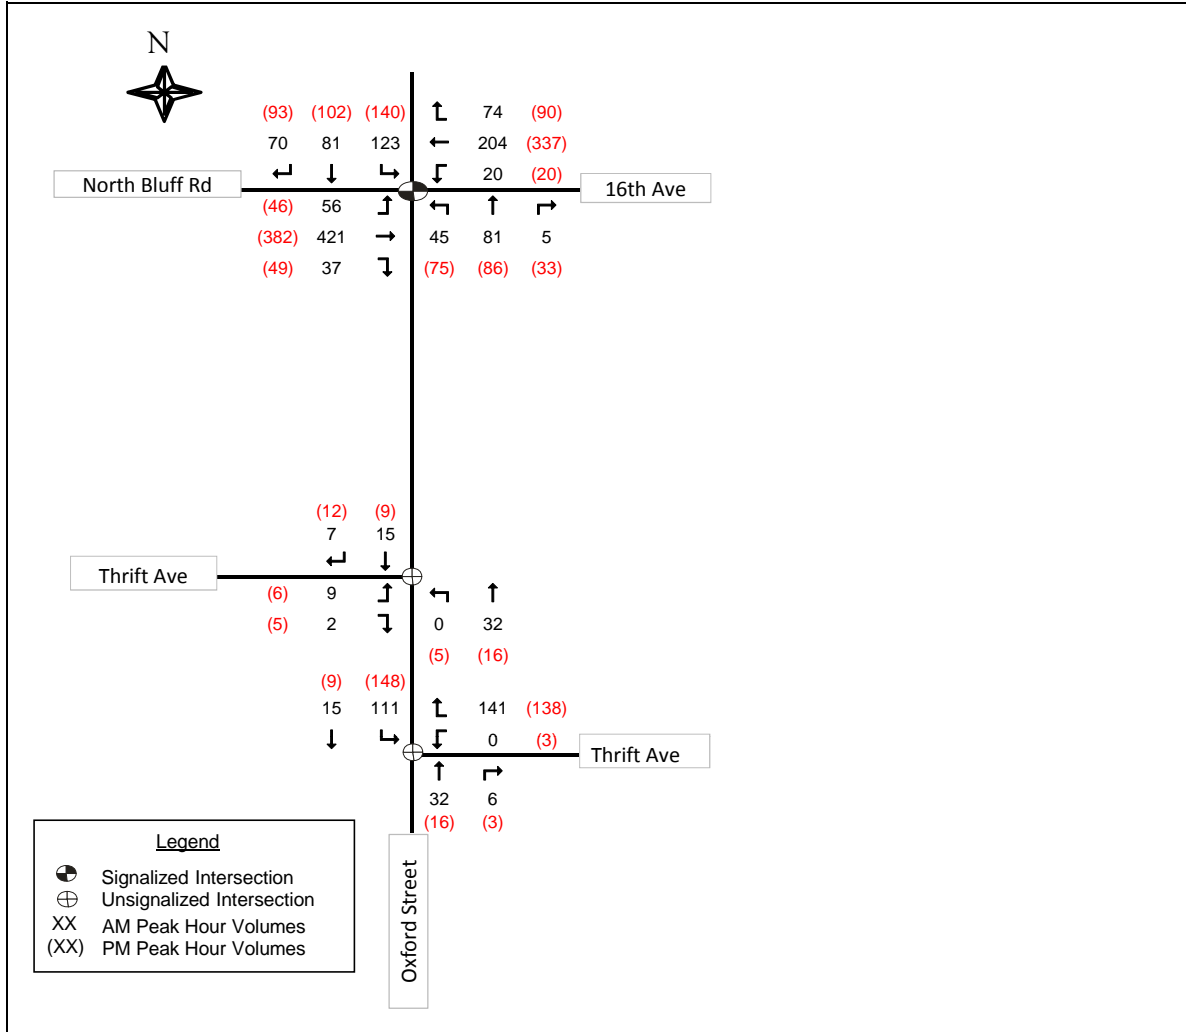 N
(93) (102) (140) 74 (90)
70 81 123 204 (337)
20 (20)
North Bluff Rd
16th Ave
(46) 56
(382) 421 45 81 5
(49) 37 (75) (86) (33)
(12) (9)
7 15
Thrift Ave
(6) 9
(5) 2 0 32
(5) (16)
(9) (148)
15 111 141 (138)
0 (3)
Thrift Ave
32 6
(16) (3)
Oxford Street
Legend
Signalized Intersection
Unsignalized Intersection
XX AM Peak Hour Volumes
(XX) PM Peak Hour Volumes